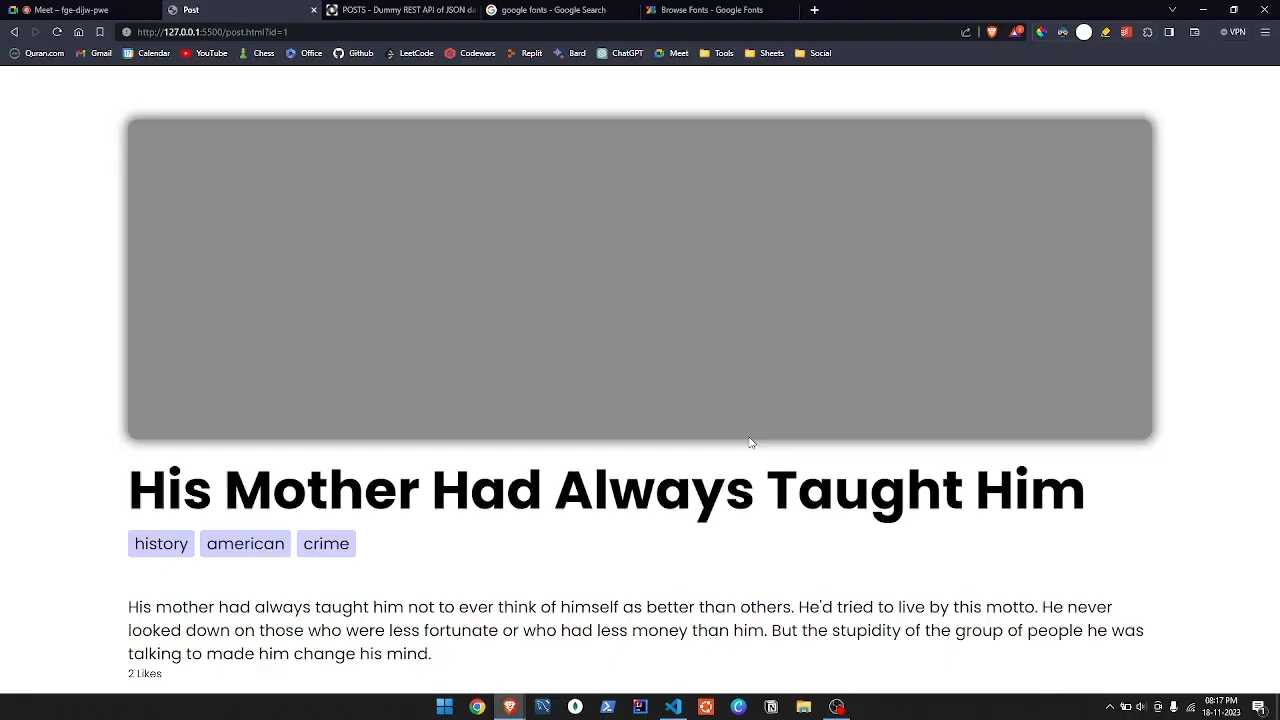 Meet – fge-dijw-pwe
Post
POSTS - Dummy REST API of JSON da
google fonts - Google Search
Browse Fonts - Google Fonts
http://127.0.0.1:5500/post.html?id=1
VPN
Quran.com
Gmail
Calendar
YouTube
Chess
Office
Github
LeetCode
Codewars
Replit
Bard
ChatGPT
Meet
Tools
Sheets
Social
His Mother Had Always Taught Him
history american crime
His mother had always taught him not to ever think of himself as better than others. He'd tried to live by this motto. He never
looked down on those who were less fortunate or who had less money than him. But the stupidity of the group of people he was
talking to made him change his mind.
2 Likes
08:17 PM
18-11-2023